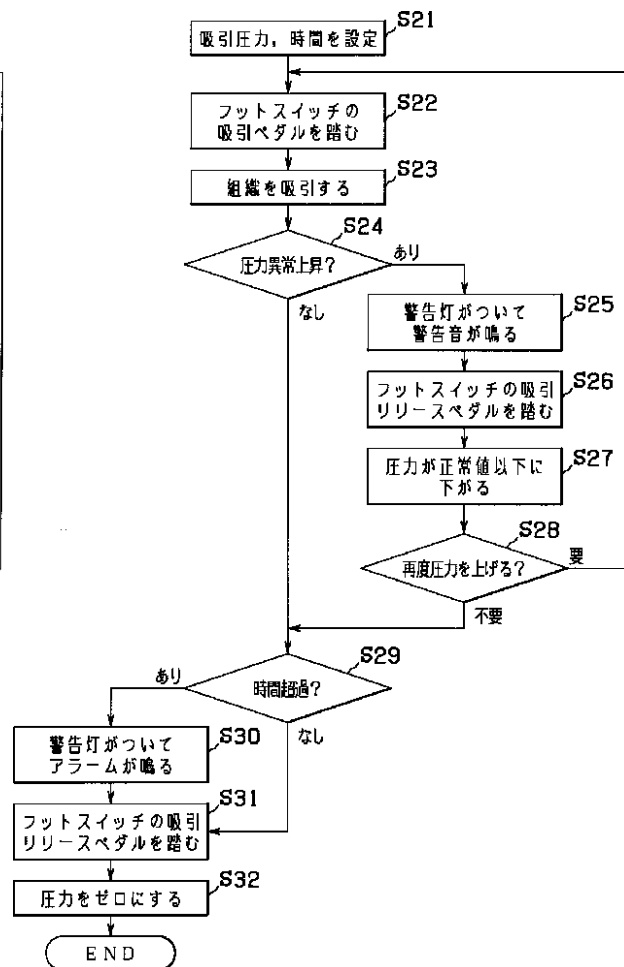 S21
吸引圧力，時間を設定
S22
フットスイッチの
吸引ペダルを踏む
S23
組織を吸引する
S24
圧力異常上昇？
あり
なし
S25
警告灯がついて
警告音が鳴る
S26
フットスイッチの吸引
リリースペダルを踏む
S27
圧力が正常値以下に
下がる
S28
再度圧力を上げる？
要
不要
S29
時間超過？
あり
なし
S30
警告灯がついて
アラームが鳴る
S31
フットスイッチの吸引
リリースペダルを踏む
S32
圧力をゼロにする
END